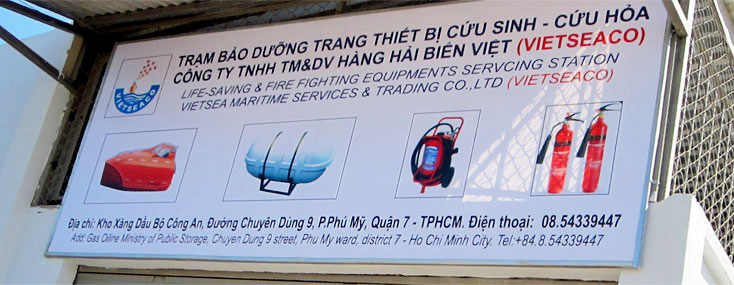 TRẠM BẢO DƯỠNG TRANG THIẾT BỊ CỨU SINH - CỨU HỎA
CÔNG TY TNHH TM&DV HÀNG HẢI BIỂN VIỆT (VIETSEACO)
LIFE-SAVING & FIRE FIGHTING EQUIPMENTS SERVCING STATION
VIETSEA MARITIME SERVICES & TRADING CO.,LTD (VIETSEACO)
VIETSEACO
Địa chỉ: Kho Xăng Dầu Bộ Công An, Đường Chuyên Dùng 9, P.Phú Mỹ, Quận 7 - TPHCM. Điện thoại: 08.54339447
Add: Gas Oiline Ministry of Public Storage, Chuyen Dung 9 street, Phu My ward, district 7 - Ho Chi Minh City. Tel:+84.8.54339447